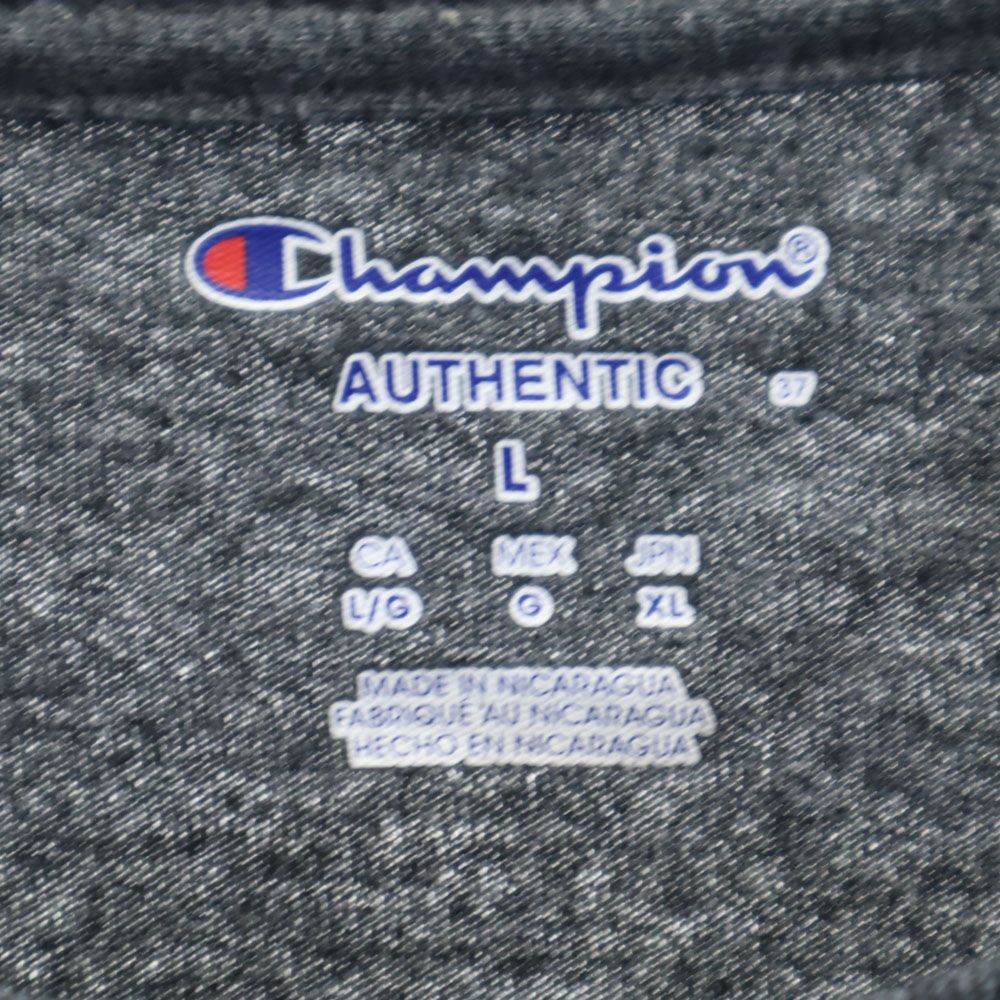 Champion®
AUTHENTIC 37
L
CA MEX JPN
L/G G XL
MADE IN NICARAGUA
FABRIQUÉ AU NICARAGUA
HECHO EN NICARAGUA